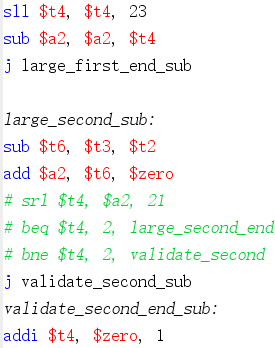 sll $t4, $t4, 23
sub $a2, $a2, $t4
j large_first_end_sub
large_second_sub:
sub $t6, $t3, $t2
add $a2, $t6, $zero
# srl $t4, $a2, 21
# beq $t4, 2, large_second_end
# bne $t4, 2, validate_second
j validate_second_sub
validate_second_end_sub:
addi $t4, $zero, 1